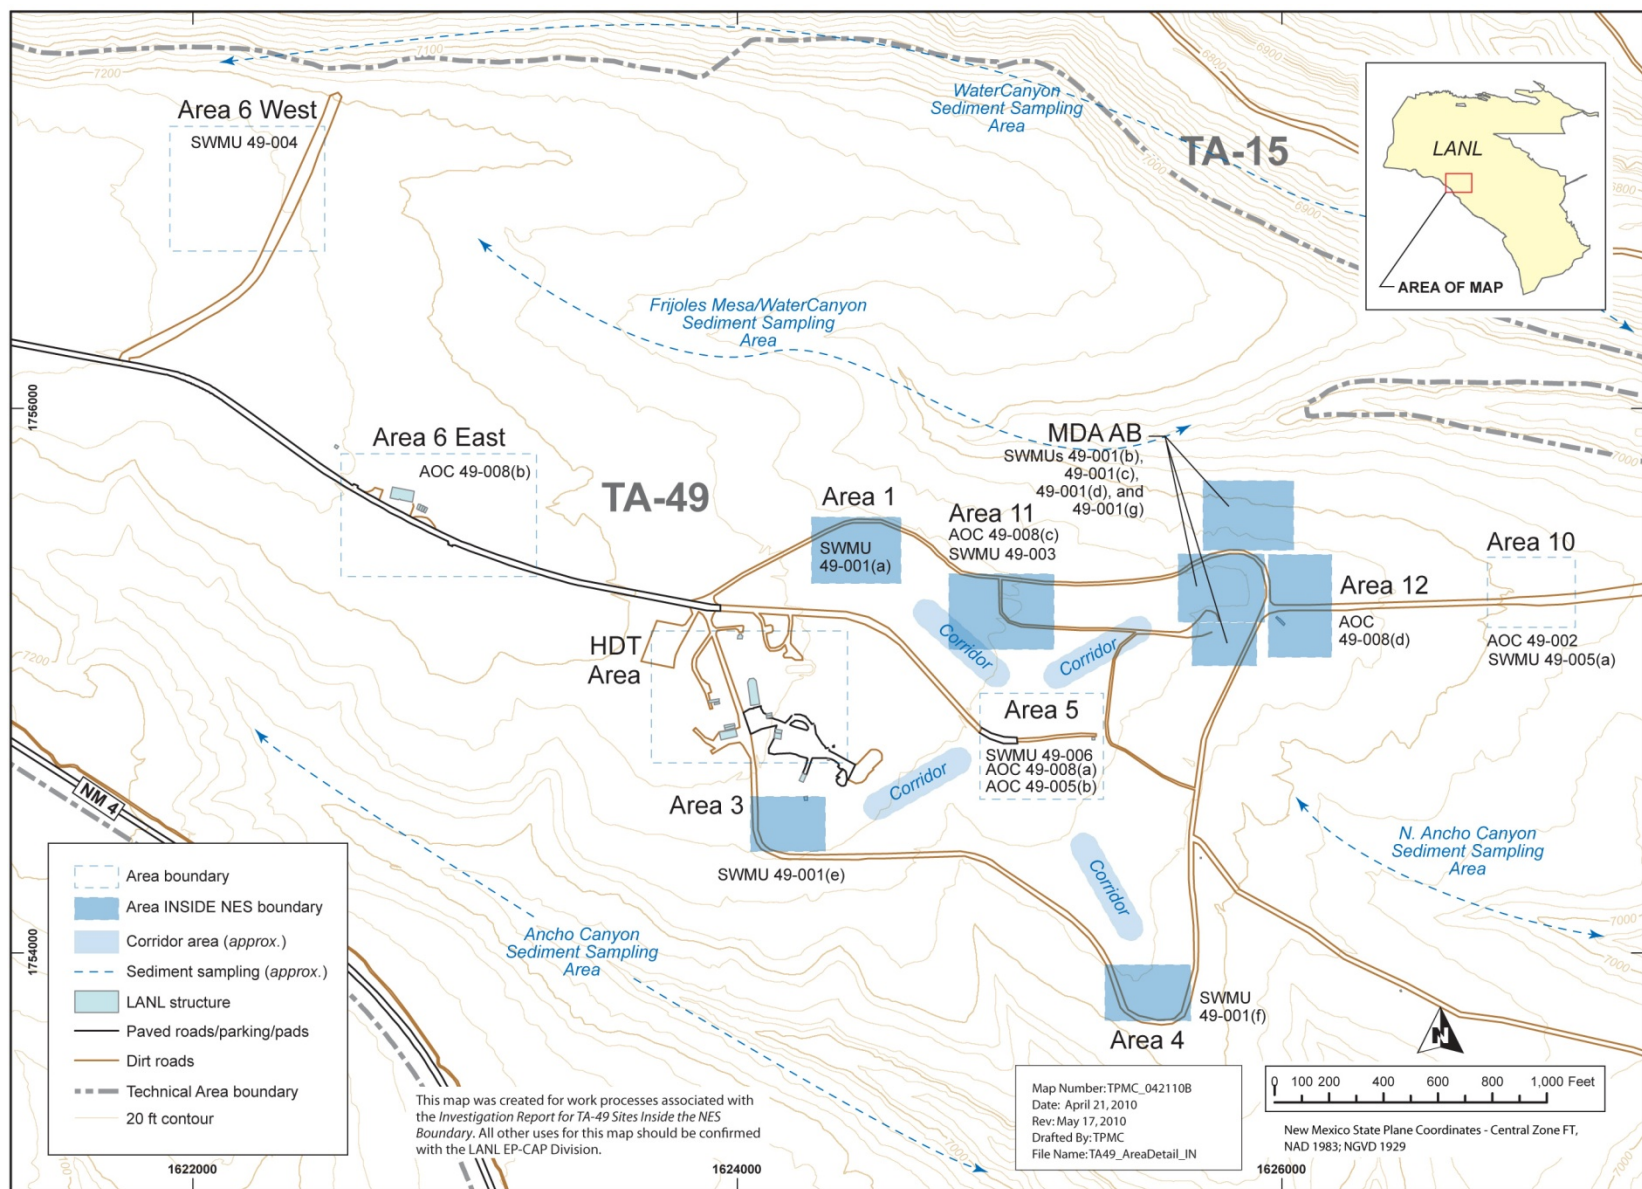 7100
7200
Area 6 West
SWMU 49-004
WaterCanyon
Sediment Sampling
Area
TA-15
7000
6900
6900
6800
6800
LANL
AREA OF MAP
Frijoles Mesa/WaterCanyon
Sediment Sampling
Area
1756000
Area 6 East
AOC 49-008(b)
TA-49
MDA AB
SWMUs 49-001(b),
49-001(c),
49-001(d), and
49-001(g)
7000
Area 1
SWMU
49-001(a)
Area 11
AOC 49-008(c)
SWMU 49-003
Area 10
AOC 49-002
SWMU 49-005(a)
Area 12
AOC
49-008(d)
HDT
Area
Corridor
Corridor
7200
Area 5
SWMU 49-006
AOC 49-008(a)
AOC 49-005(b)
Corridor
NM 4
Area 3
SWMU 49-001(e)
Corridor
N. Ancho Canyon
Sediment Sampling
Area
7000
7000
Ancho Canyon
Sediment Sampling
Area
1754000
Area 4
SWMU
49-001(f)
Area boundary
Area INSIDE NES boundary
Corridor area (approx.)
Sediment sampling (approx.)
LANL structure
Paved roads/parking/pads
Dirt roads
Technical Area boundary
20 ft contour
This map was created for work processes associated with
the Investigation Report for TA-49 Sites Inside the NES
Boundary. All other uses for this map should be confirmed
with the LANL EP-CAP Division.
Map Number: TPMC_042110B
Date: April 21, 2010
Rev: May 17, 2010
Drafted By: TPMC
File Name: TA49_AreaDetail_IN
N
0 100 200 400 600 800 1,000 Feet
New Mexico State Plane Coordinates - Central Zone FT,
NAD 1983; NGVD 1929
1622000
1624000
1626000